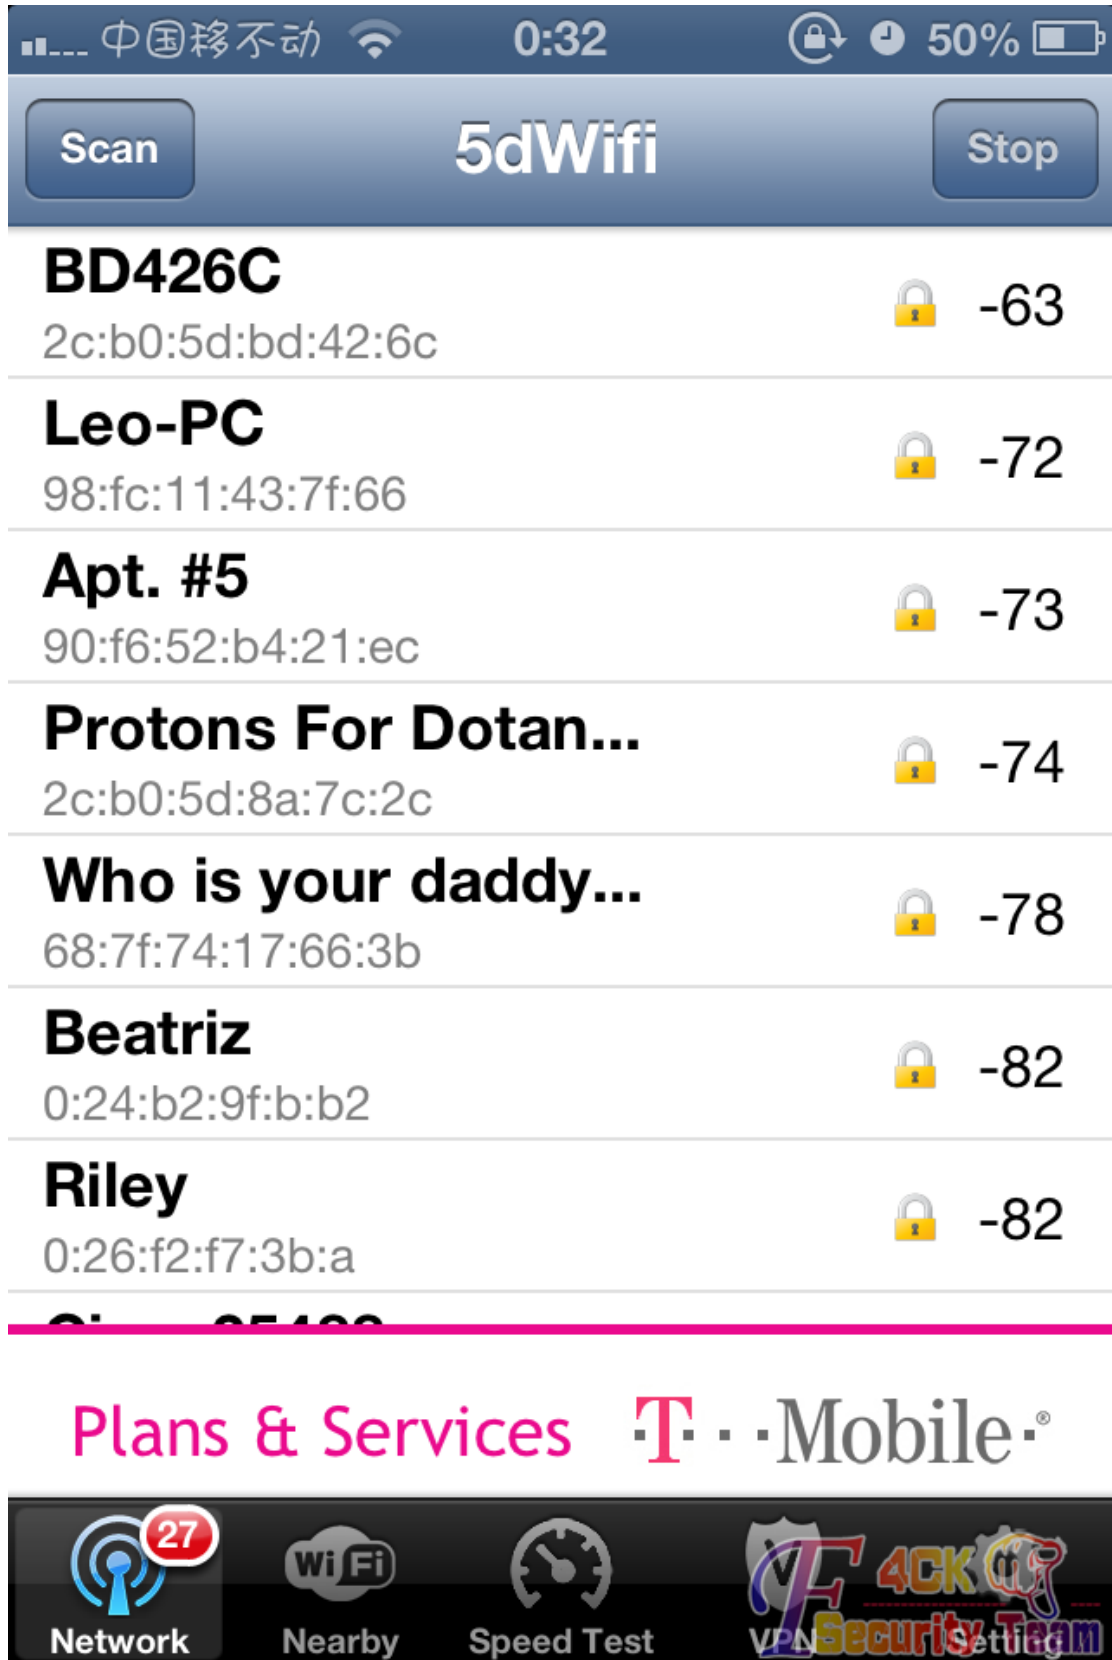 中国移不动 0:32 50%
Scan 5dWifi Stop
BD426C
2c:b0:5d:bd:42:6c
-63
Leo-PC
98:fc:11:43:7f:66
-72
Apt. #5
90:f6:52:b4:21:ec
-73
Protons For Dotan...
2c:b0:5d:8a:7c:2c
-74
Who is your daddy...
68:7f:74:17:66:3b
-78
Beatriz
0:24:b2:9f:b:b2
-82
Riley
0:26:f2:f7:3b:a
-82
Plans & Services T··Mobile·®
27
WiFi
Network Nearby Speed Test VPN Setting
F4CK
Security Team